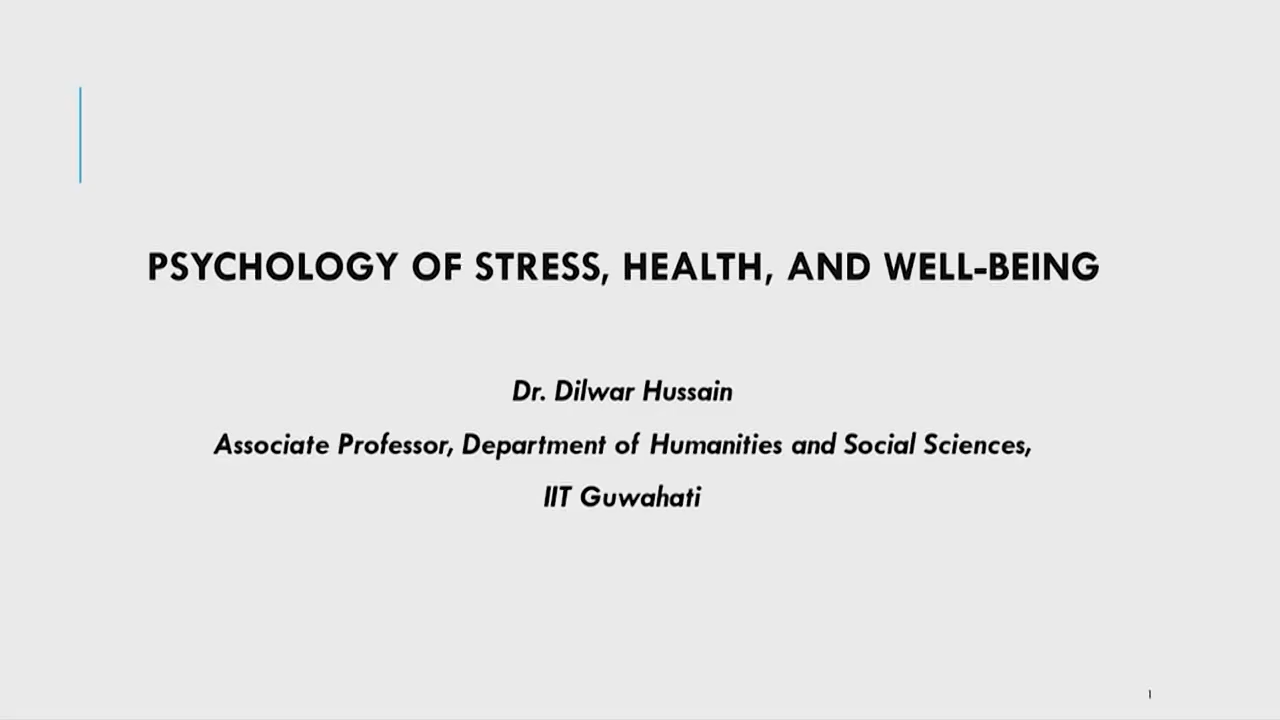 PSYCHOLOGY OF STRESS, HEALTH, AND WELL-BEING
Dr. Dilwar Hussain
Associate Professor, Department of Humanities and Social Sciences,
IIT Guwahati
1